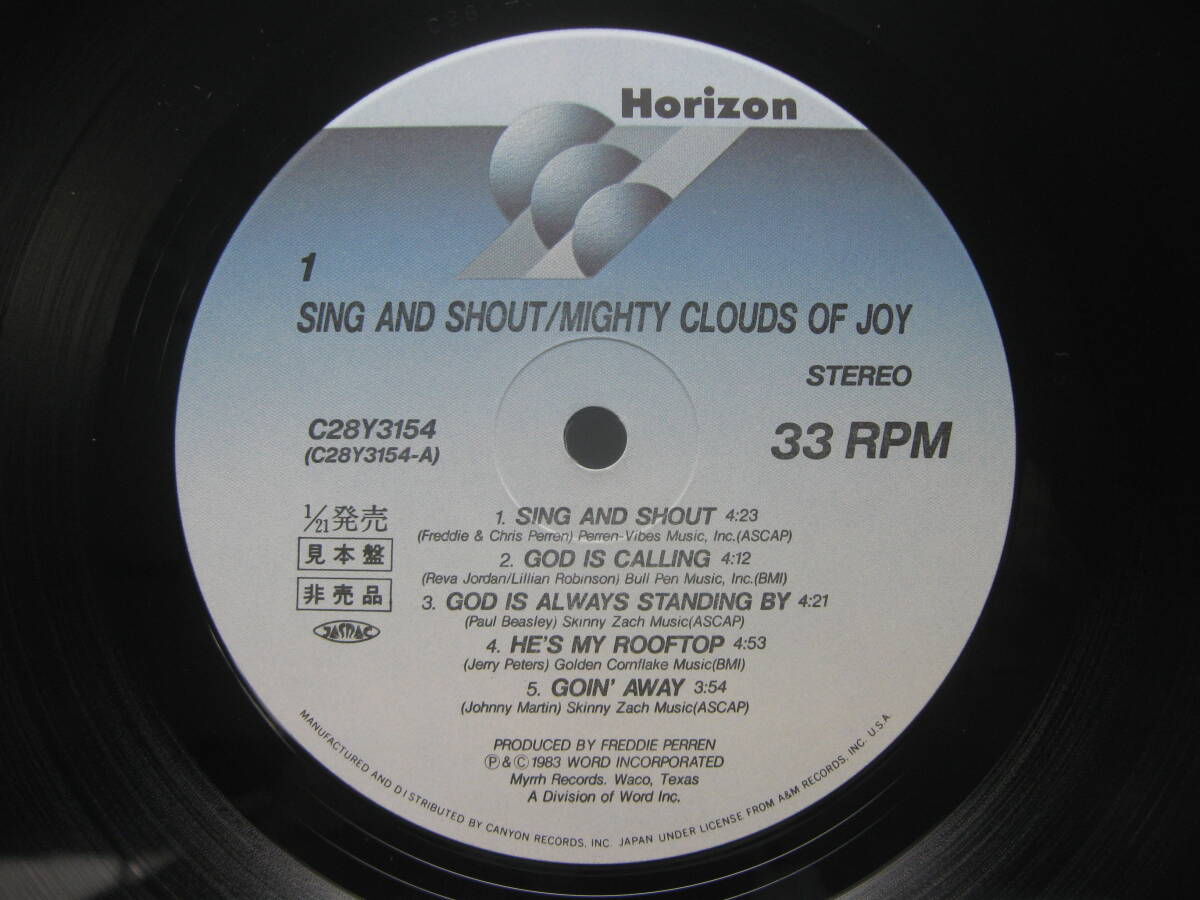 Horizon
1
SING AND SHOUT/MIGHTY CLOUDS OF JOY
STEREO
C28Y3154
(C28Y3154-A)
33 RPM
1/21発売
見本盤
非売品
JASRAC
1. SING AND SHOUT 4:23
(Freddie & Chris Perren) Perren-Vibes Music, Inc.(ASCAP)
2. GOD IS CALLING 4:12
(Reva Jordan/Lillian Robinson) Bull Pen Music, Inc.(BMI)
3. GOD IS ALWAYS STANDING BY 4:21
(Paul Beasley) Skinny Zach Music(ASCAP)
4. HE'S MY ROOFTOP 4:53
(Jerry Peters) Golden Cornflake Music(BMI)
5. GOIN' AWAY 3:54
(Johnny Martin) Skinny Zach Music(ASCAP)
PRODUCED BY FREDDIE PERREN
Ⓟ&Ⓒ1983 WORD INCORPORATED
Myrrh Records. Waco, Texas
A Division of Word Inc.
MANUFACTURED AND DISTRIBUTED BY CANYON RECORDS, INC. JAPAN UNDER LICENSE FROM A&M RECORDS, INC. U.S.A